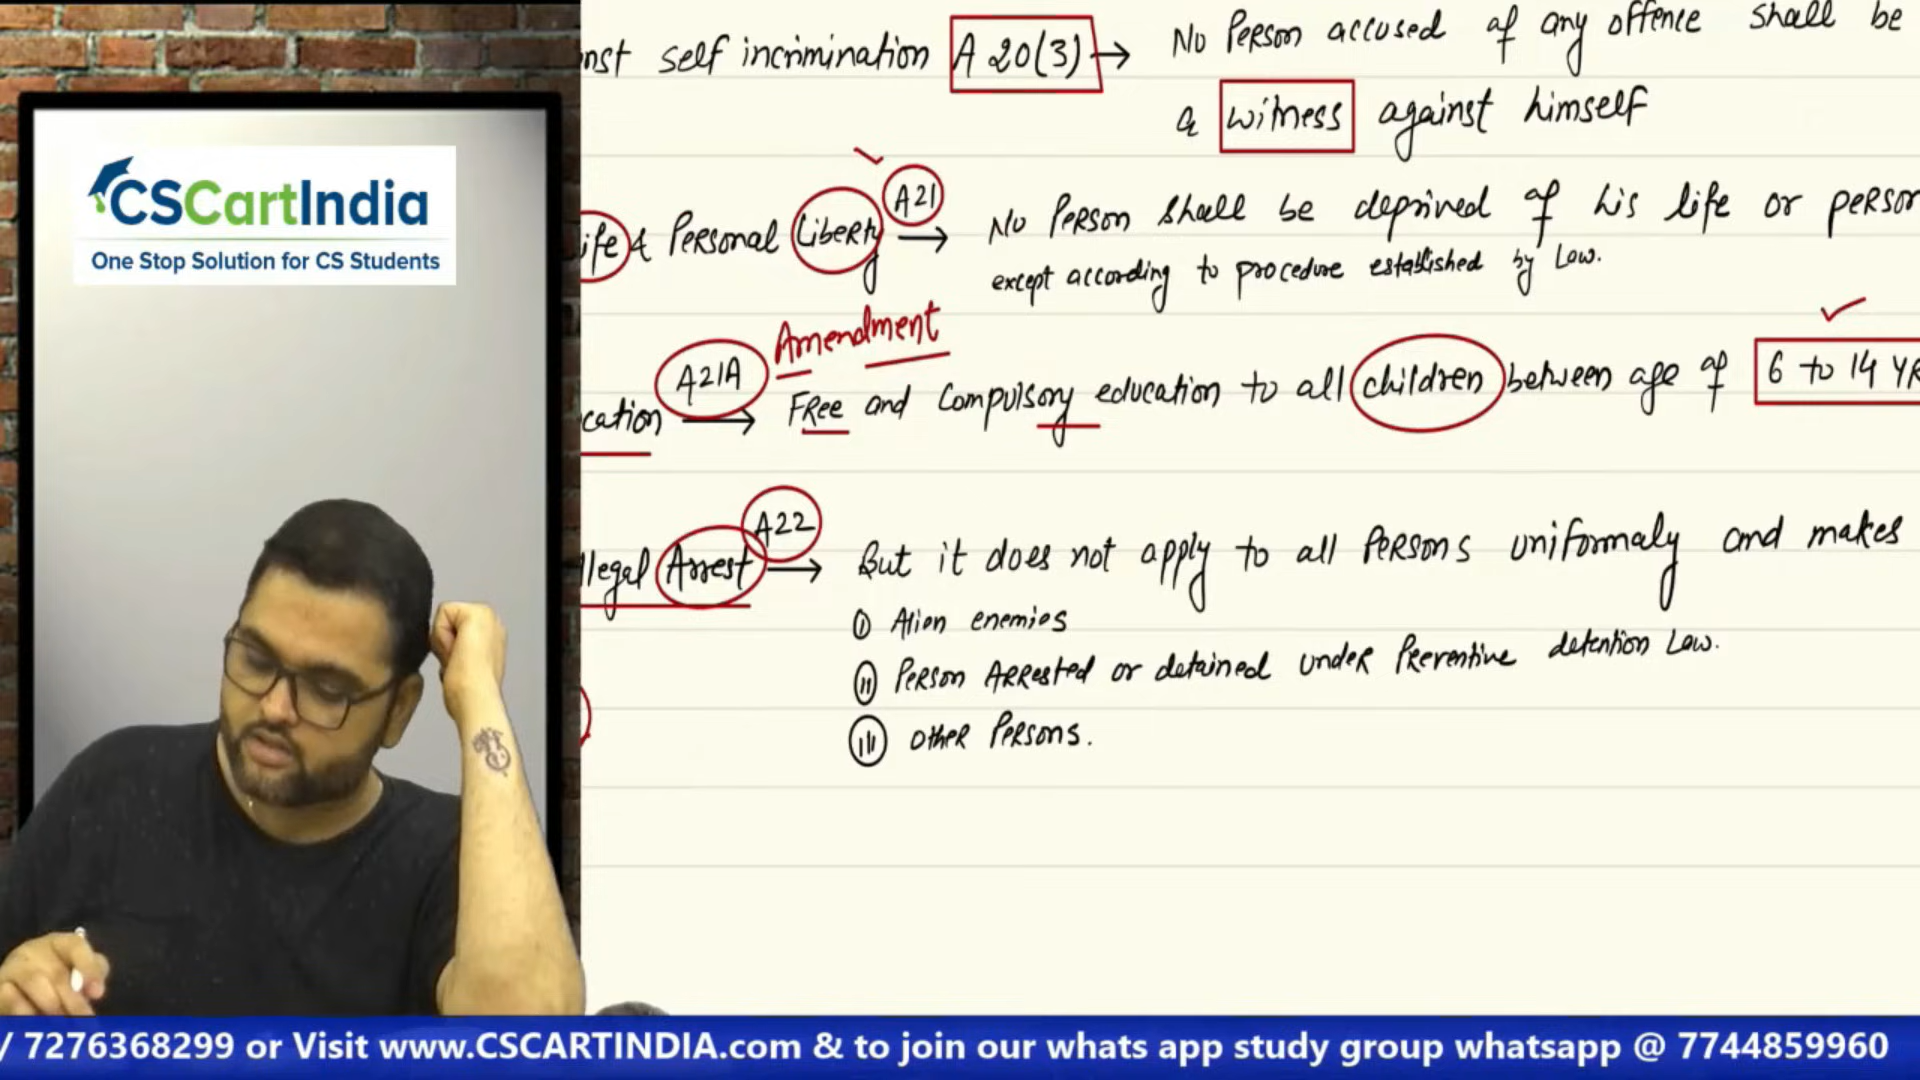 CSCartIndia
One Stop Solution for CS Students
nst self incrimination A 20(3) → No Person accused of any offence shall be
a witness against himself
ife & Personal Liberty A21 → No Person shall be deprived of his life or person
except according to procedure established by Law.
Amendment
cation A21A → Free and Compulsory education to all children between age of 6 to 14 YR
llegal Arrest A22 → But it does not apply to all Persons uniformaly and makes
(i) Alien enemies
(ii) Person Arrested or detained under Preventive detention Law.
(iii) Other Persons.
/ 7276368299 or Visit www.CSCARTINDIA.com & to join our whats app study group whatsapp @ 7744859960